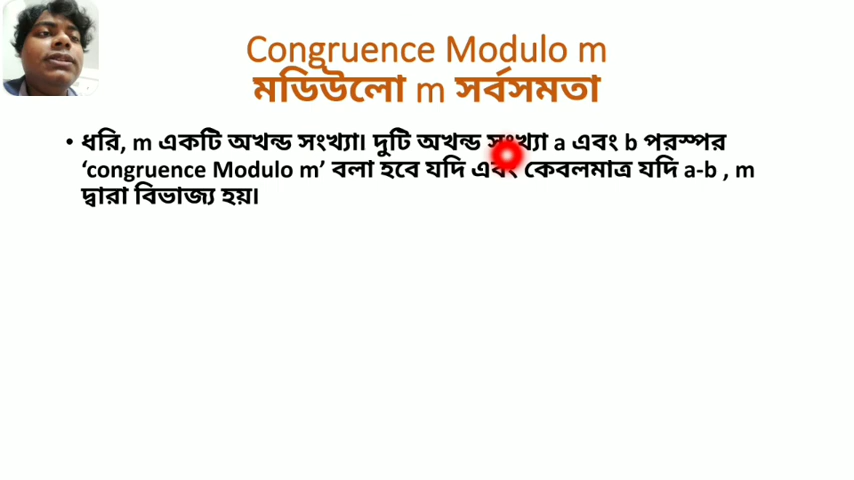 Congruence Modulo m
মডিউলো m সর্বসমতা
• ধরি, m একটি অখন্ড সংখ্যা। দুটি অখন্ড সংখ্যা a এবং b পরস্পর
‘congruence Modulo m’ বলা হবে যদি এবং কেবলমাত্র যদি a-b , m
দ্বারা বিভাজ্য হয়।